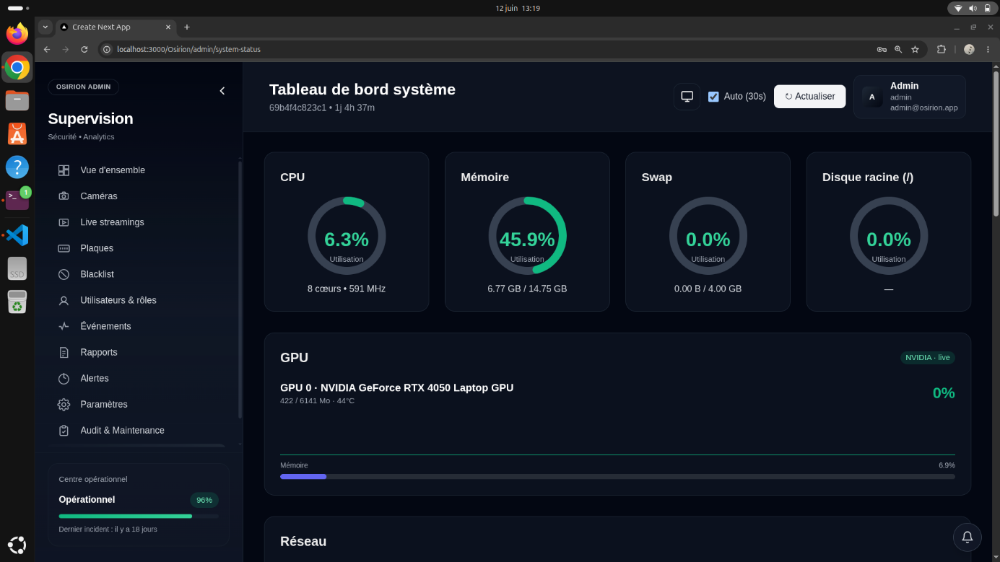 12 juin 13:19
Create Next App
localhost:3000/Osirion/admin/system-status
1
SSD
OSIRION ADMIN
Supervision
Sécurité • Analytics
Vue d'ensemble
Caméras
Live streamings
Plaques
Blacklist
Utilisateurs & rôles
Événements
Rapports
Alertes
Paramètres
Audit & Maintenance
Centre opérationnel
Opérationnel 96%
Dernier incident : il y a 18 jours
Tableau de bord système
69b4f4c823c1 • 1j 4h 37m
Auto (30s)
Actualiser
A
Admin
admin
admin@osirion.app
CPU
6.3%
Utilisation
8 cœurs • 591 MHz
Mémoire
45.9%
Utilisation
6.77 GB / 14.75 GB
Swap
0.0%
Utilisation
0.00 B / 4.00 GB
Disque racine (/)
0.0%
Utilisation
—
GPU
NVIDIA · live
GPU 0 · NVIDIA GeForce RTX 4050 Laptop GPU
422 / 6141 Mo · 44°C
0%
Mémoire 6.9%
Réseau